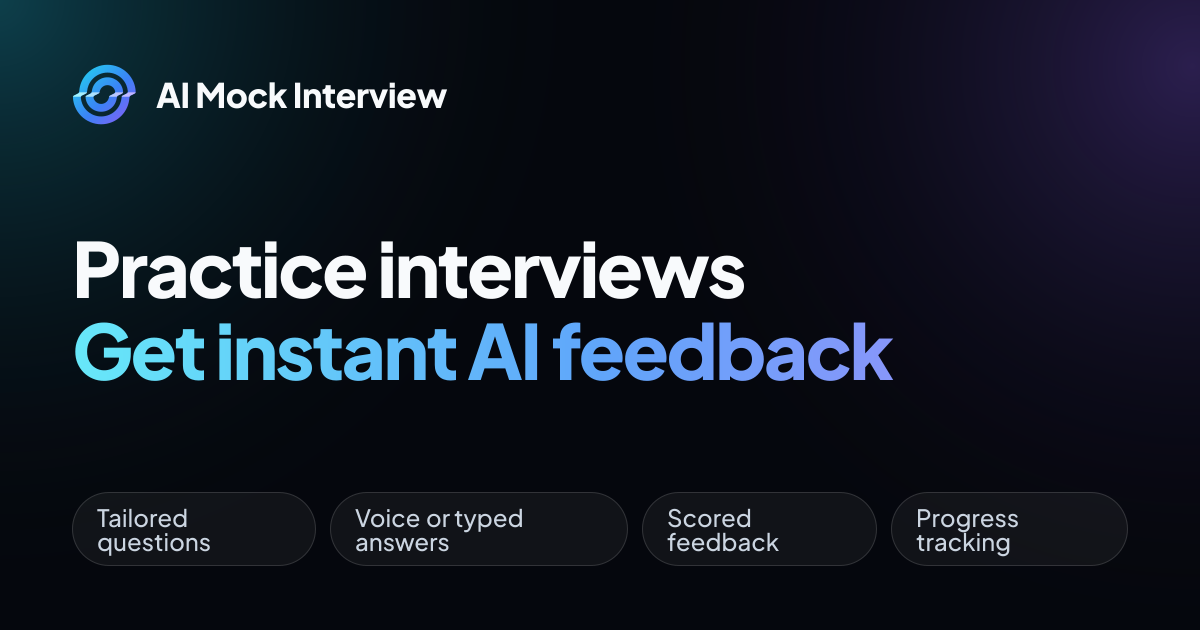 AI Mock Interview
Practice interviews
Get instant AI feedback
Tailored
questions
Voice or typed
answers
Scored
feedback
Progress
tracking